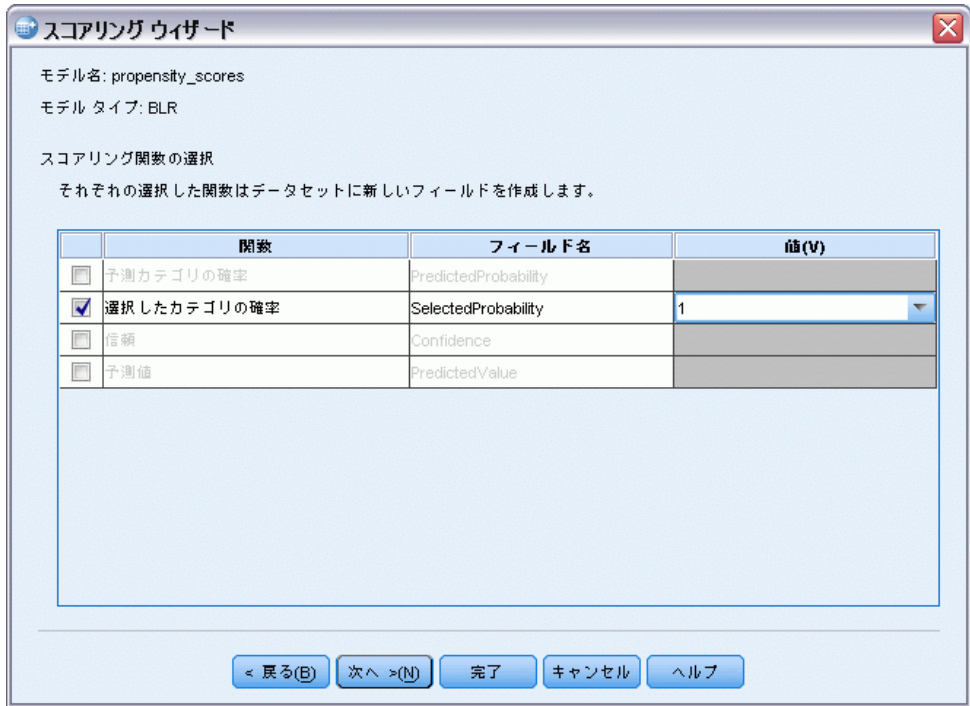 スコアリング ウィザード
モデル名: propensity_scores
モデル タイプ: BLR
スコアリング関数の選択
それぞれの選択した関数はデータセットに新しいフィールドを作成します。
関数 フィールド名 値(V)
予測カテゴリの確率 PredictedProbability
選択したカテゴリの確率 SelectedProbability 1
信頼 Confidence
予測値 PredictedValue
< 戻る(B) 次へ >(N) 完了 キャンセル ヘルプ